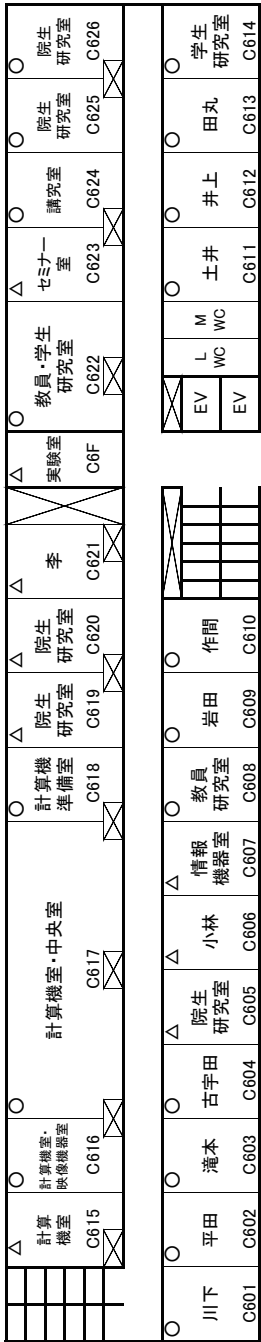 ○
院生
研究室
C626
○
院生
研究室
C625
○
講究室
C624
△
セミナー
室
C623
○
教員・学生
研究室
C622
△
実験室
C6F
△
李
C621
△
院生
研究室
C620
△
院生
研究室
C619
○
計算機
準備室
C618
○
計算機室・中央室
C617
○
計算機室・
映像機器室
C616
△
計算
機室
C615
○
学生
研究室
C614
○
田丸
C613
○
井上
C612
○
土井
C611
M
WC
L
WC
EV
EV
○
作間
C610
○
岩田
C609
○
教員
研究室
C608
△
情報
機器室
C607
△
小林
C606
△
院生
研究室
C605
○
古宇田
C604
○
滝本
C603
○
平田
C602
○
川下
C601